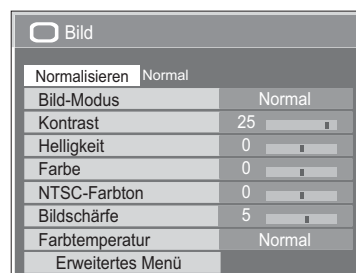 Bild
Normalisieren Normal
Bild-Modus Normal
Kontrast 25
Helligkeit 0
Farbe 0
NTSC-Farbton 0
Bildschärfe 5
Farbtemperatur Normal
Erweitertes Menü